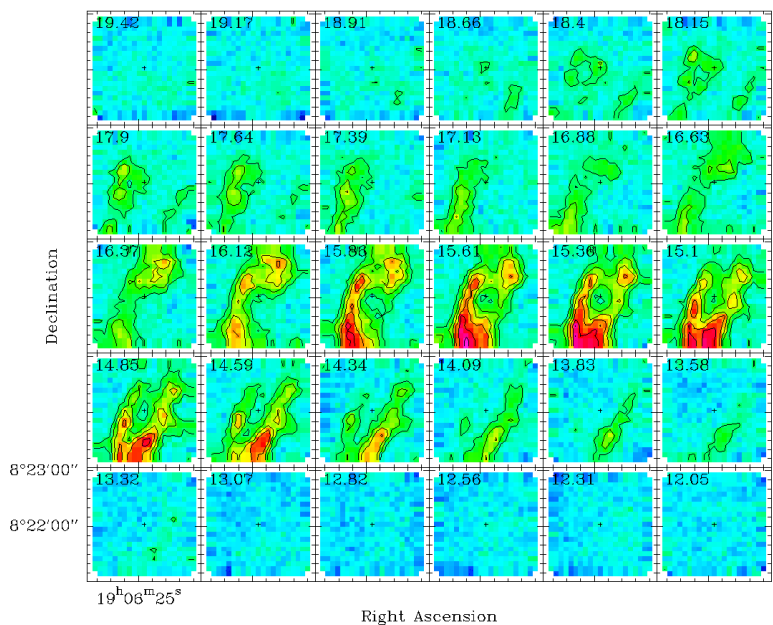 19.42 19.17 18.91 18.66 18.4 18.15
17.9 17.64 17.39 17.13 16.88 16.63
16.37 16.12 15.86 15.61 15.36 15.1
14.85 14.59 14.34 14.09 13.83 13.58
13.32 13.07 12.82 12.56 12.31 12.05
Declination
8°23'00"
8°22'00"
19h06m25s
Right Ascension